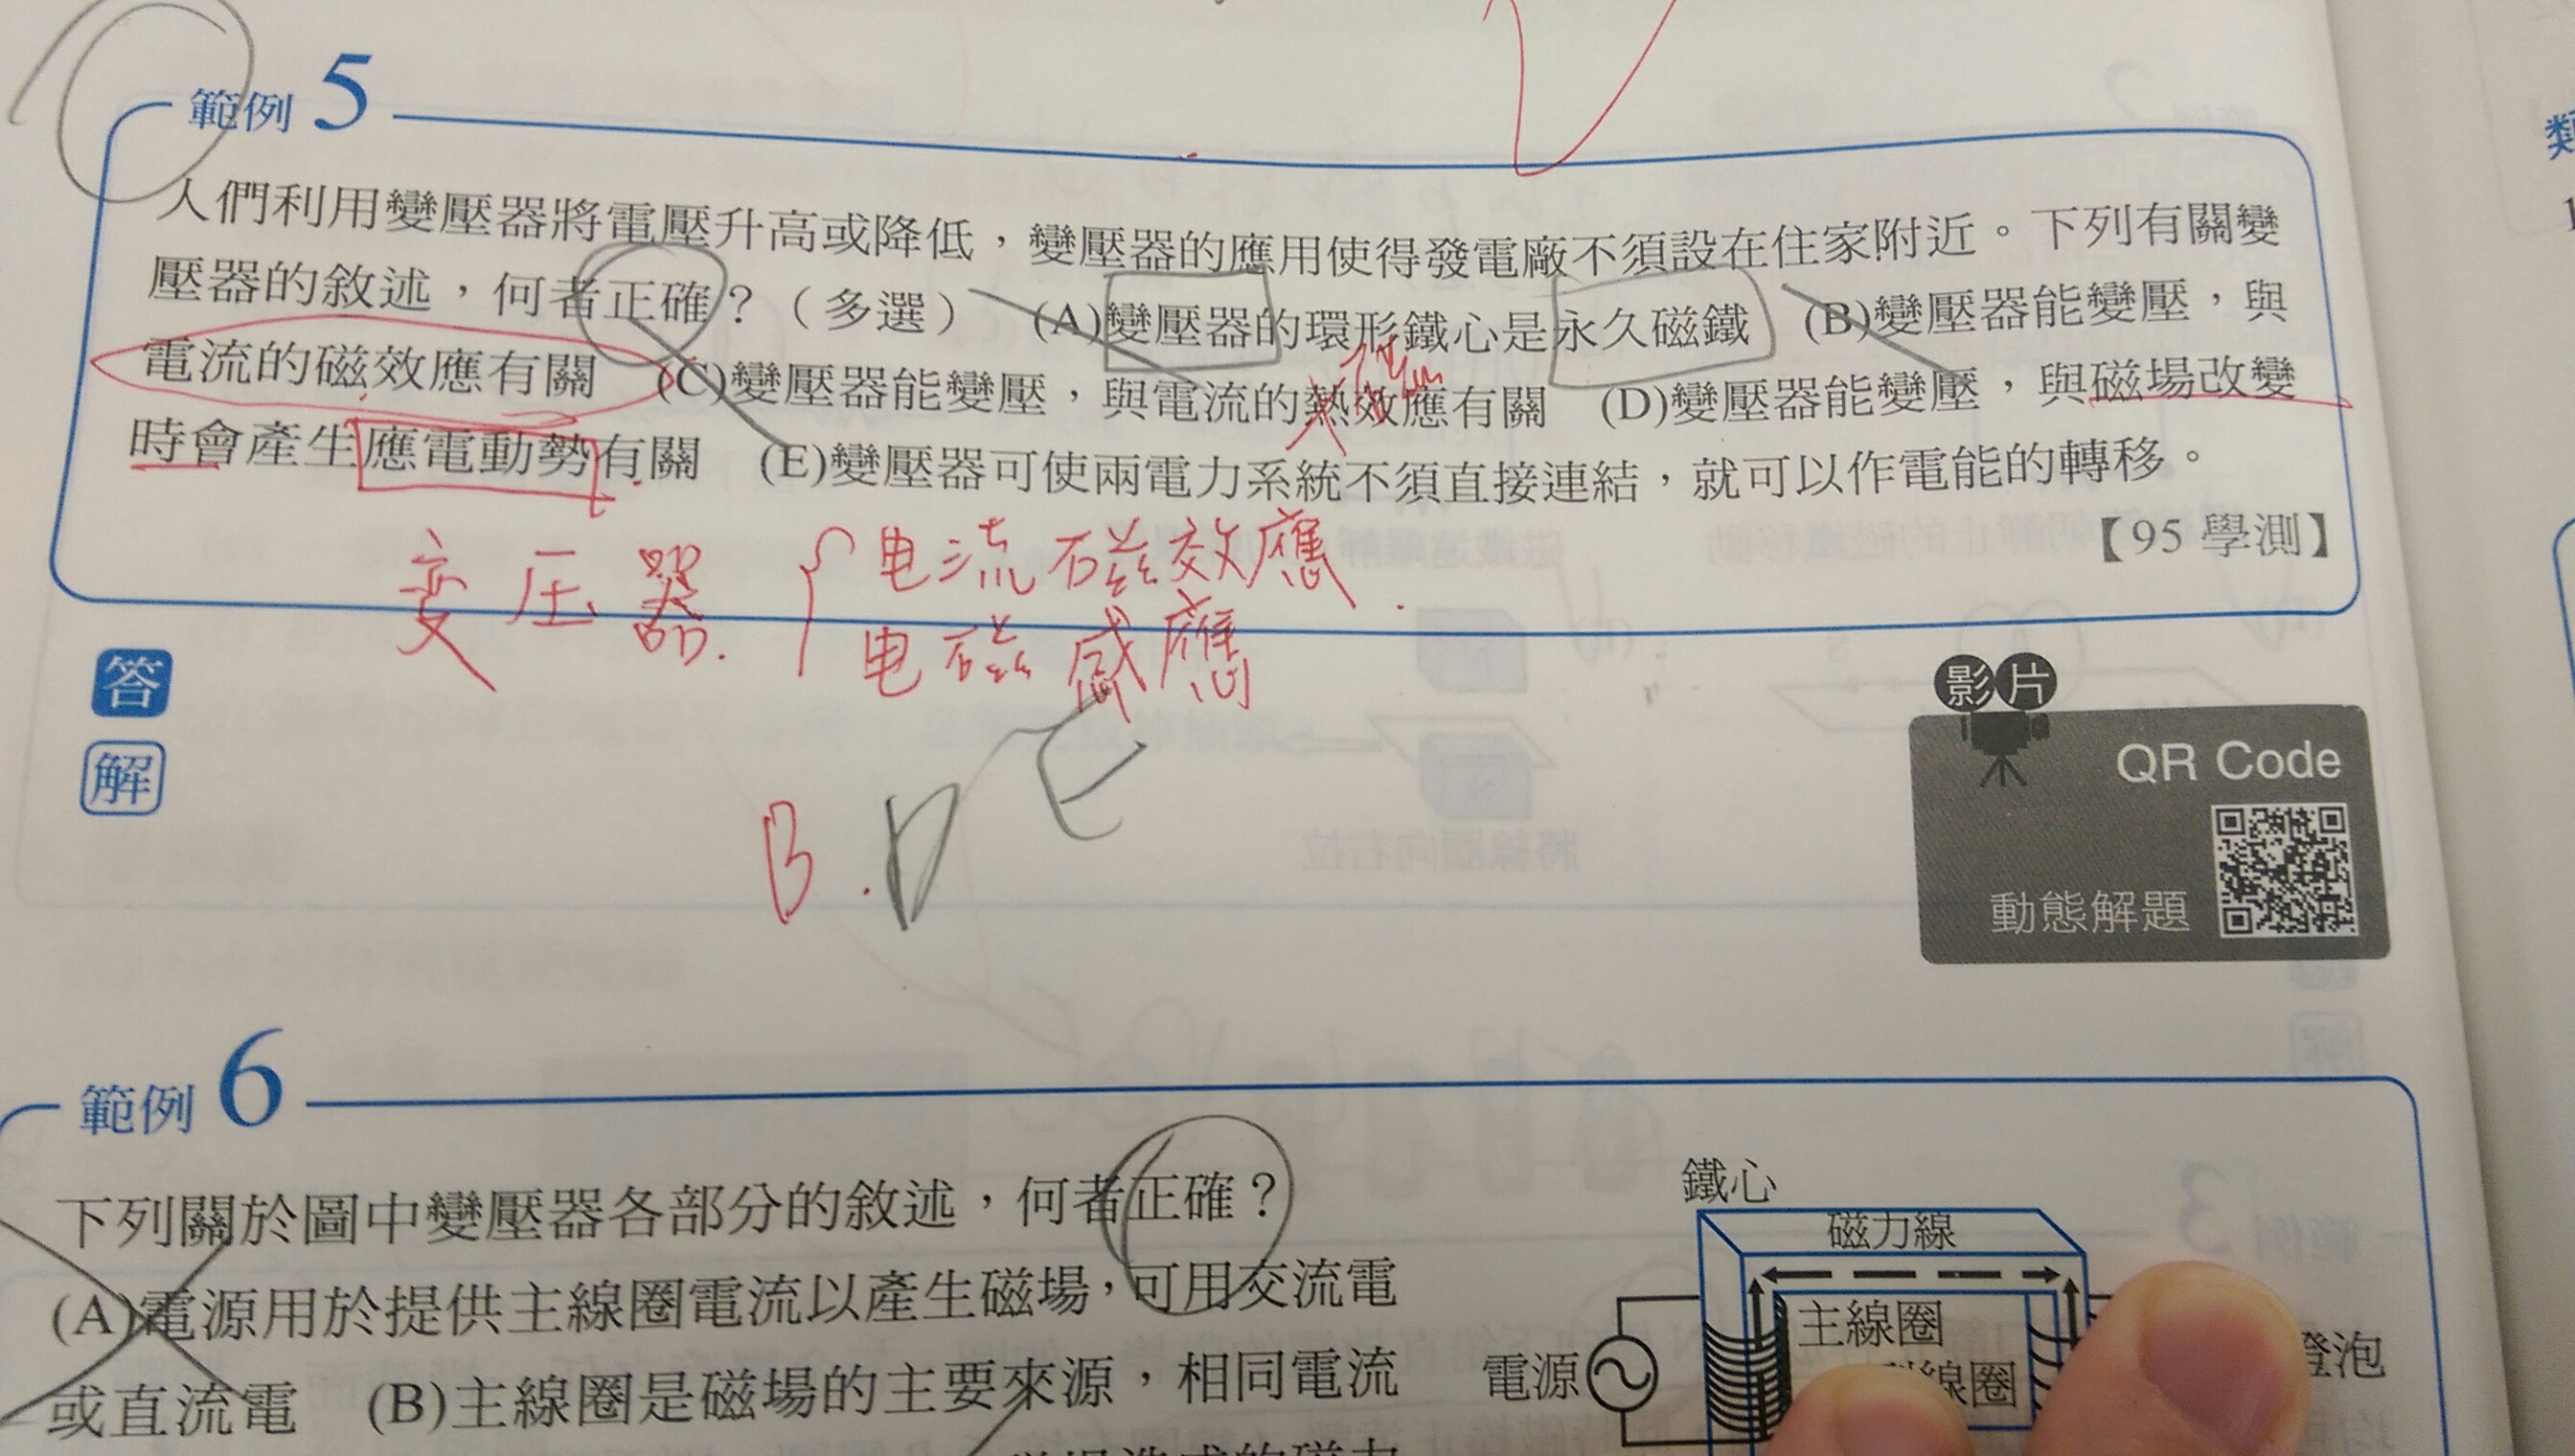 範例 5
人們利用變壓器將電壓升高或降低，變壓器的應用使得發電廠不須設在住家附近。下列有關變
壓器的敘述，何者正確？（多選） (A)變壓器的環形鐵心是永久磁鐵 (B)變壓器能變壓，與
電流的磁效應有關 (C)變壓器能變壓，與電流的熱效應有關 (D)變壓器能變壓，與磁場改變
磁
時會產生應電動勢有關 (E)變壓器可使兩電力系統不須直接連結，就可以作電能的轉移。
【95 學測】
变压器. 电流磁效應.
电磁感應
答
解
B.DE
影片
QR Code
動態解題
範例 6
下列關於圖中變壓器各部分的敘述，何者正確？
(A)電源用於提供主線圈電流以產生磁場，可用交流電
或直流電 (B)主線圈是磁場的主要來源，相同電流
鐵心
磁力線
主線圈
線圈
電源
燈泡
類
1